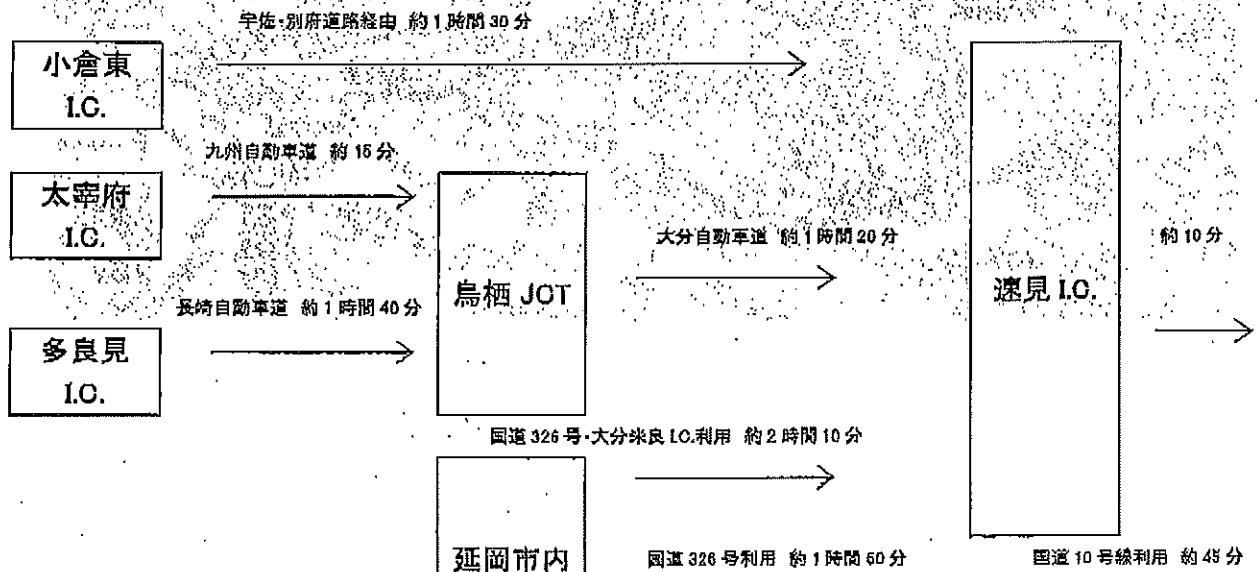 宇佐・別府道路経由 約1時間30分
小倉東
I.C.
九州自動車道 約15分
太宰府
I.C.
大分自動車道 約1時間20分
約10分
鳥栖 JCT
速見 I.C.
長崎自動車道 約1時間40分
多良見
I.C.
国道326号・大分米良I.C.利用 約2時間10分
延岡市内
国道326号利用 約1時間50分
国道10号線利用 約45分